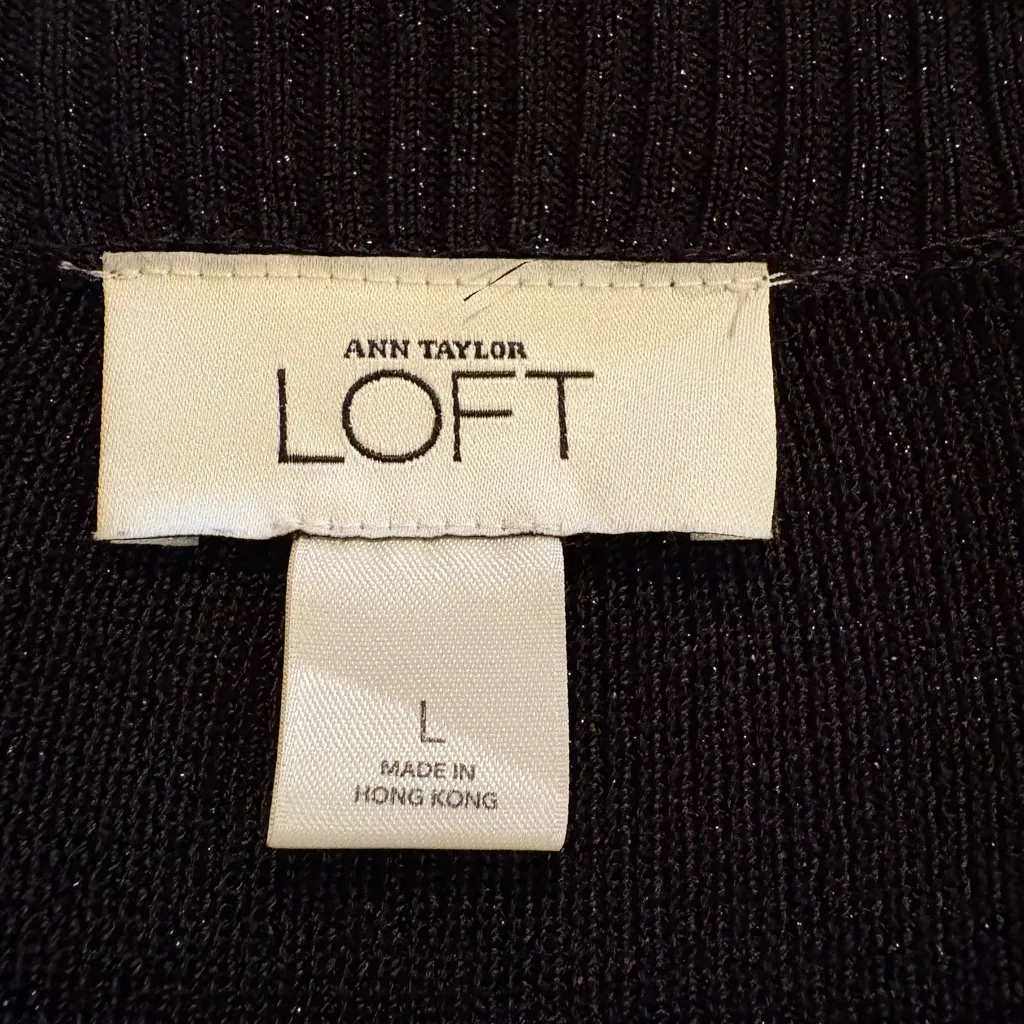 ANN TAYLOR
LOFT
L
MADE IN
HONG KONG